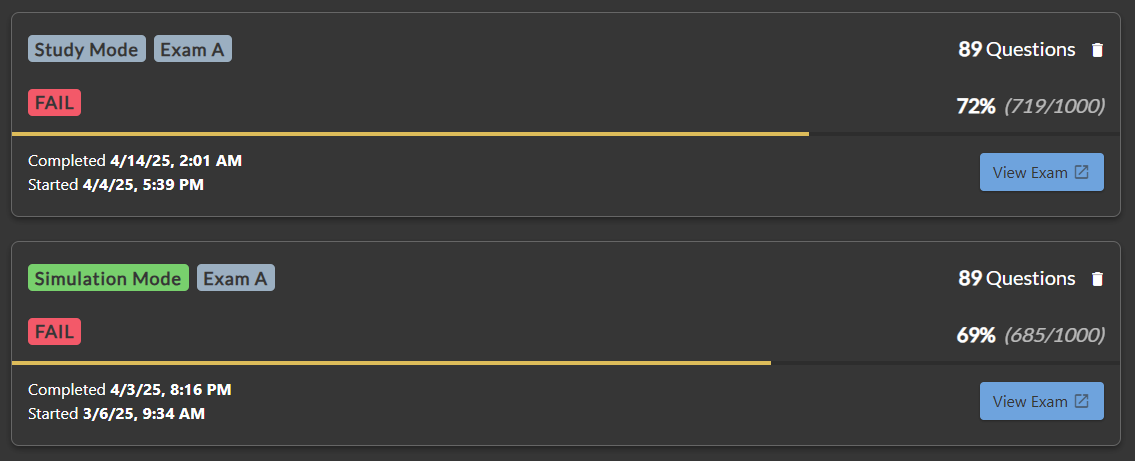 Study Mode Exam A 89 Questions
FAIL 72% (719/1000)
Completed 4/14/25, 2:01 AM
Started 4/4/25, 5:39 PM
View Exam
Simulation Mode Exam A 89 Questions
FAIL 69% (685/1000)
Completed 4/3/25, 8:16 PM
Started 3/6/25, 9:34 AM
View Exam